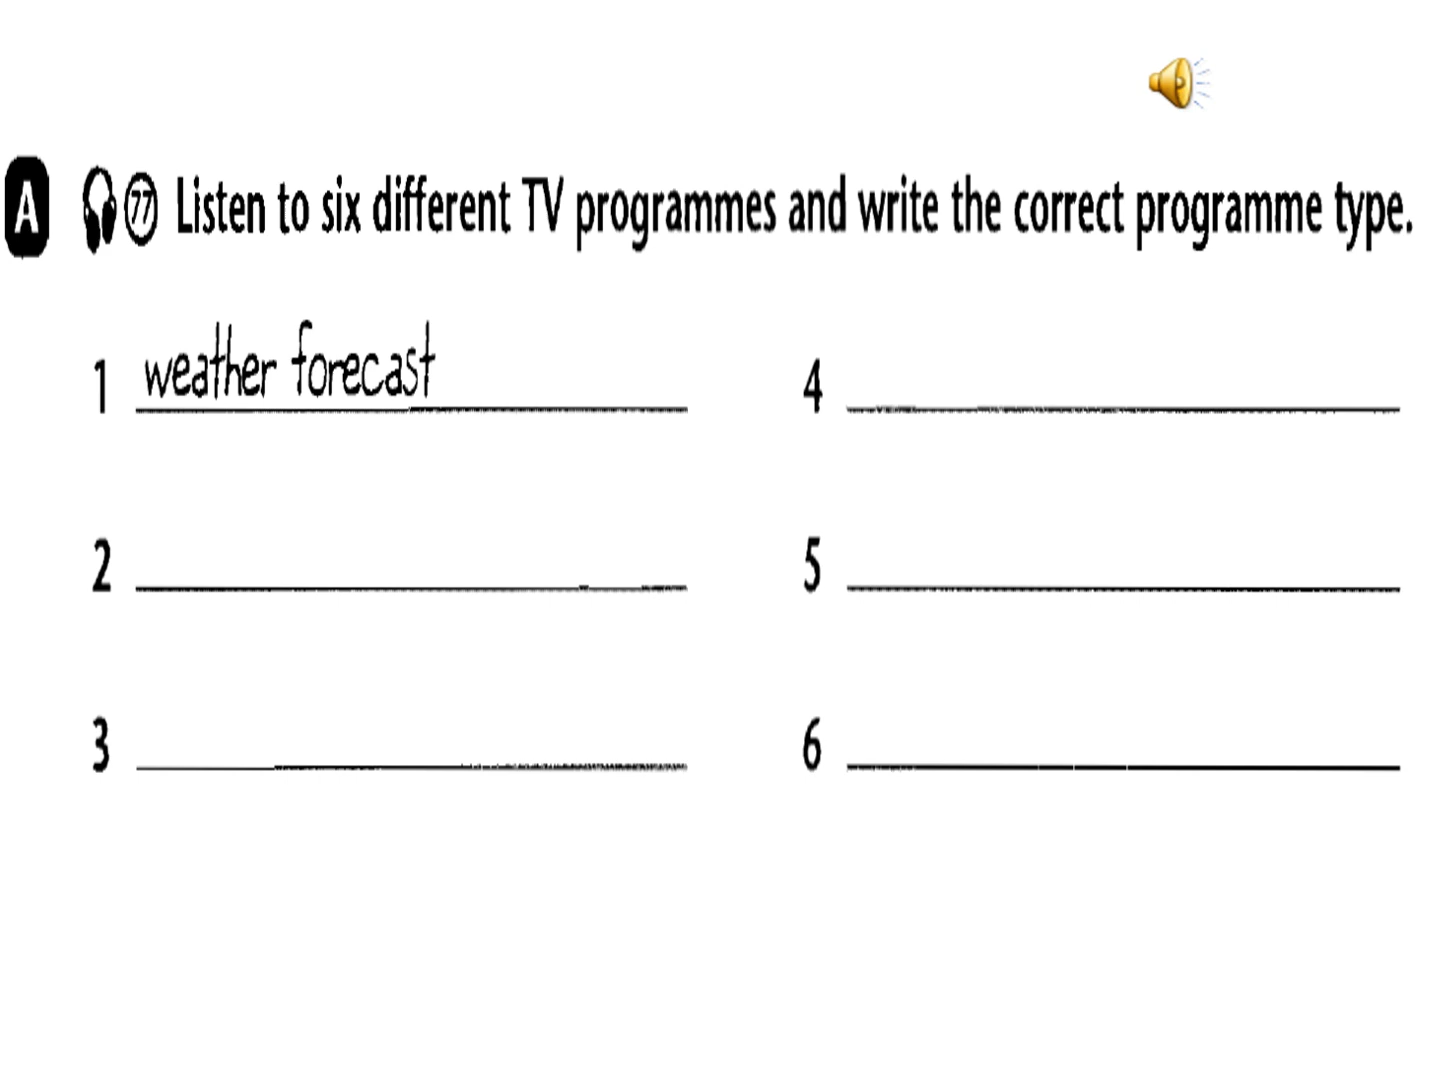 A 77 Listen to six different TV programmes and write the correct programme type.
1 weather forecast
2
3
4
5
6